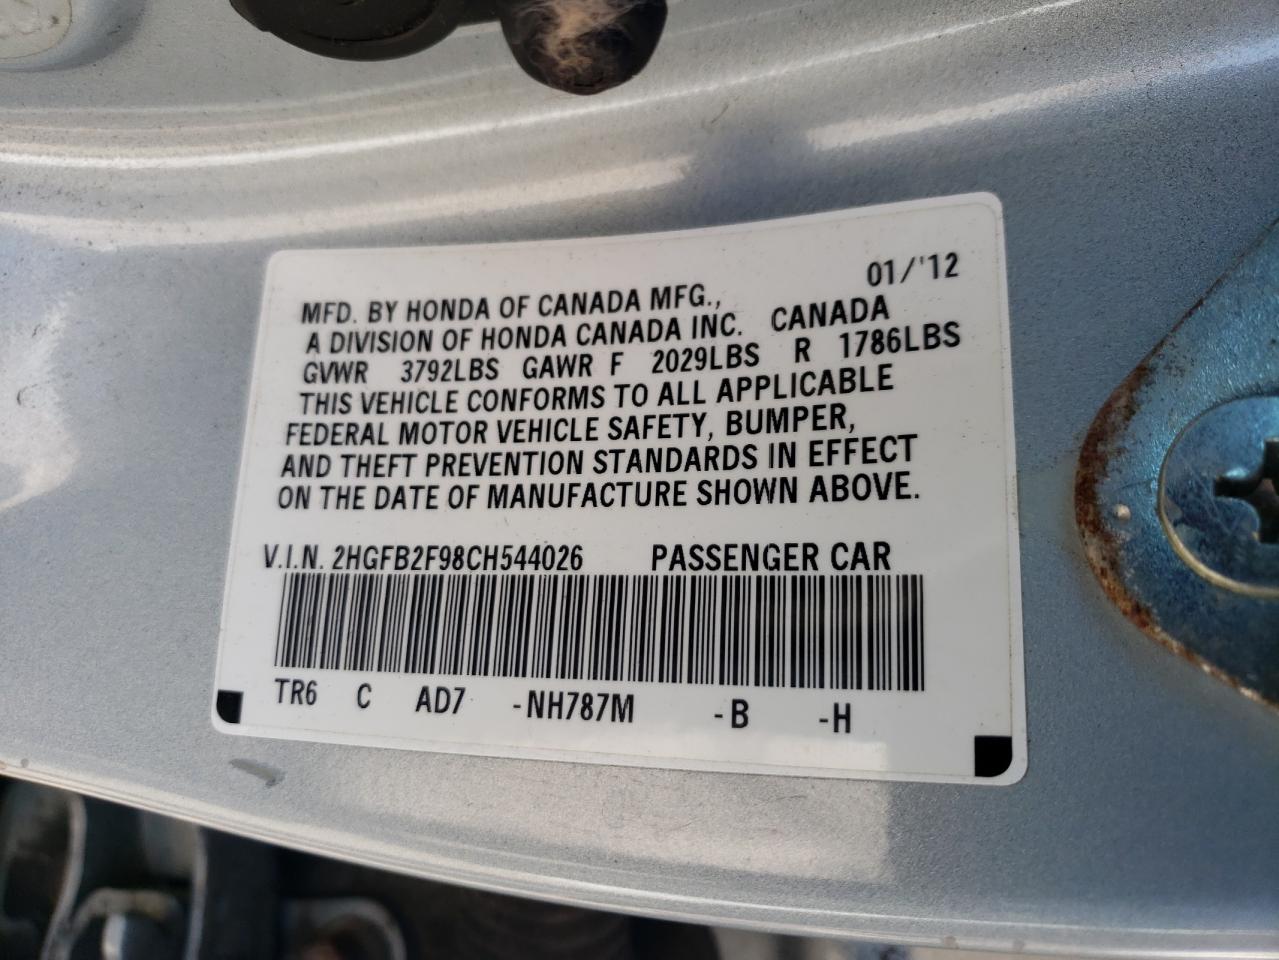 01/'12
MFD. BY HONDA OF CANADA MFG.,
A DIVISION OF HONDA CANADA INC. CANADA
GVWR 3792LBS GAWR F 2029LBS R 1786LBS
THIS VEHICLE CONFORMS TO ALL APPLICABLE
FEDERAL MOTOR VEHICLE SAFETY, BUMPER,
AND THEFT PREVENTION STANDARDS IN EFFECT
ON THE DATE OF MANUFACTURE SHOWN ABOVE.
V.I.N. 2HGFB2F98CH544026 PASSENGER CAR
TR6 C AD7 -NH787M -B -H